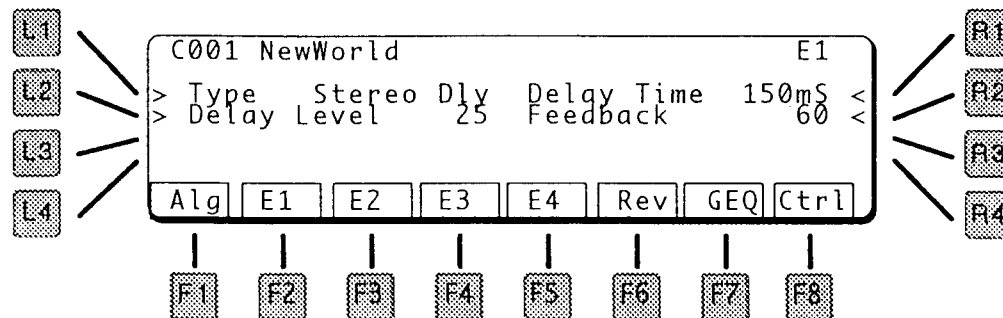 L1
L2
L3
L4
C001 NewWorld E1
> Type Stereo Dly Delay Time 150mS <
> Delay Level 25 Feedback 60 <
Alg E1 E2 E3 E4 Rev GEQ Ctrl
R1
R2
R3
R4
F1 F2 F3 F4 F5 F6 F7 F8